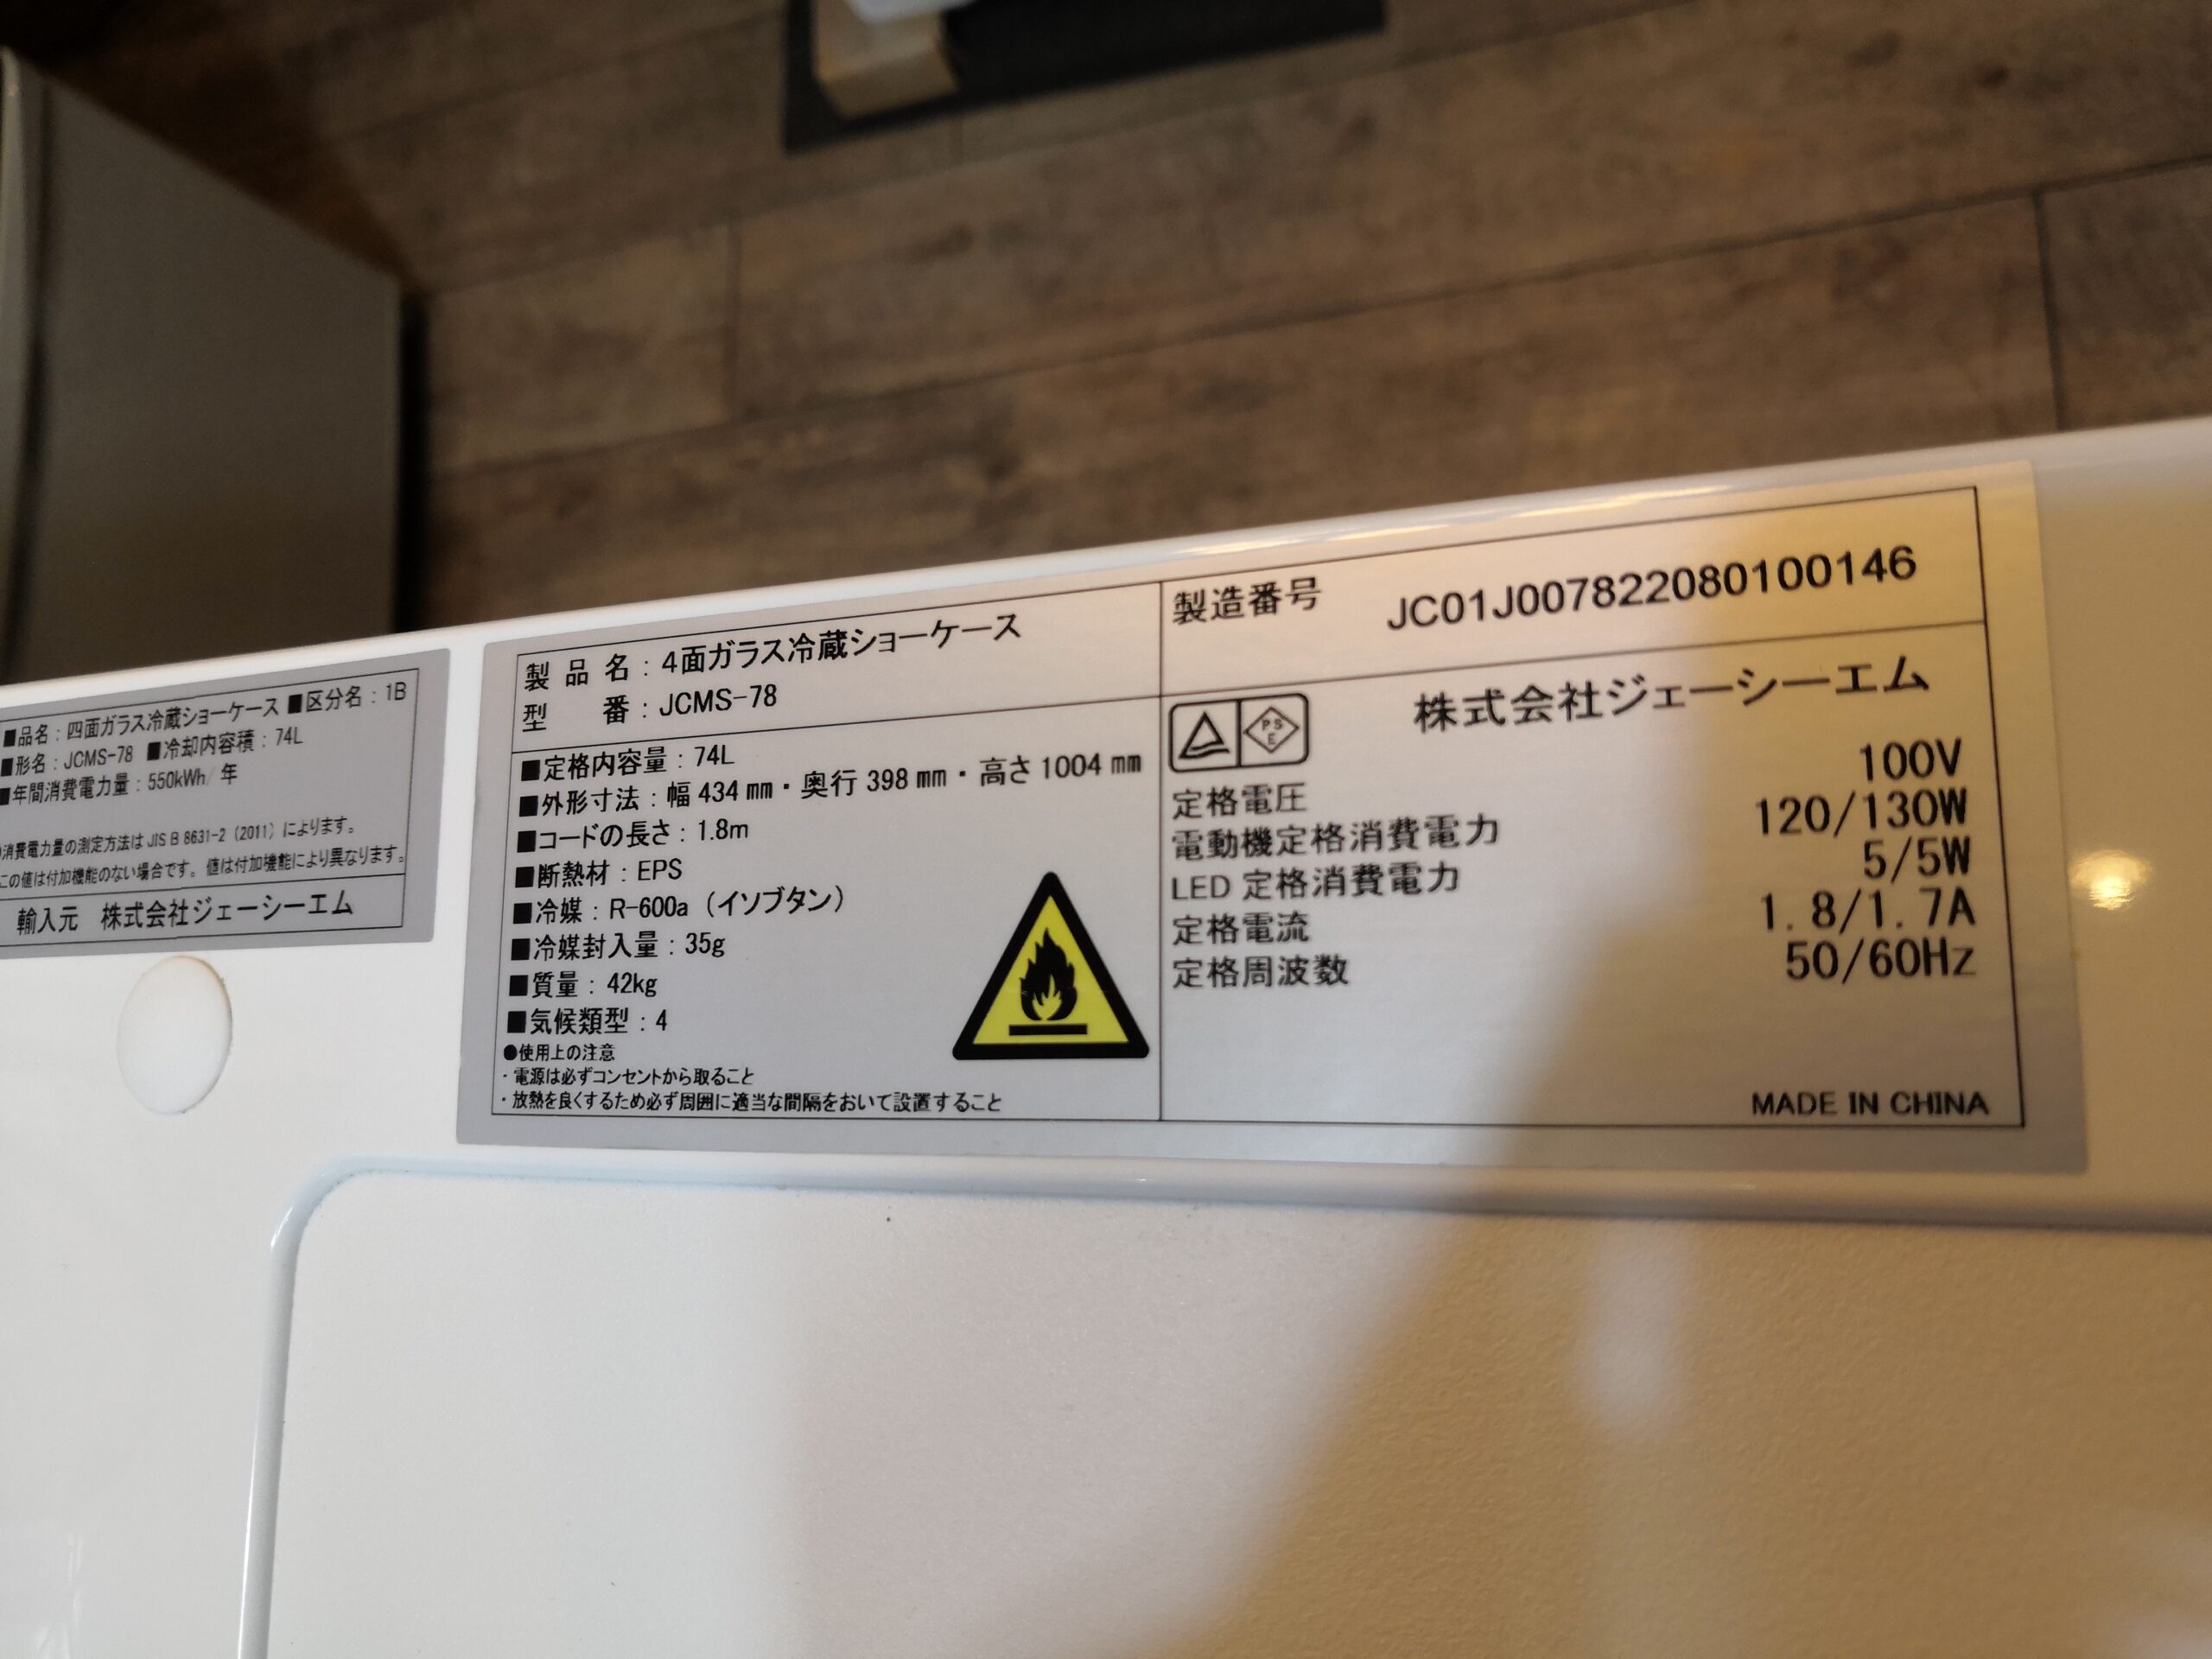 ■品名：四面ガラス冷蔵ショーケース ■区分名：1B
■形名：JCMS-78 ■冷却内容積：74L
■年間消費電力量：550kWh/年
消費電力量の測定方法は JIS B 8631-2（2011）によります。
この値は付加機能のない場合です。値は付加機能により異なります。
輸入元 株式会社ジェーシーエム
製品名：4面ガラス冷蔵ショーケース
型番：JCMS-78
■定格内容量：74L
■外形寸法：幅 434 mm・奥行 398 mm・高さ 1004 mm
■コードの長さ：1.8m
■断熱材：EPS
■冷媒：R-600a（イソブタン）
■冷媒封入量：35g
■質量：42kg
■気候類型：4
●使用上の注意
・電源は必ずコンセントから取ること
・放熱を良くするため必ず周囲に適当な間隔をおいて設置すること
製造番号 JC01J007822080100146
株式会社ジェーシーエム
PS
E
定格電圧 100V
電動機定格消費電力 120/130W
LED 定格消費電力 5/5W
定格電流 1.8/1.7A
定格周波数 50/60Hz
MADE IN CHINA